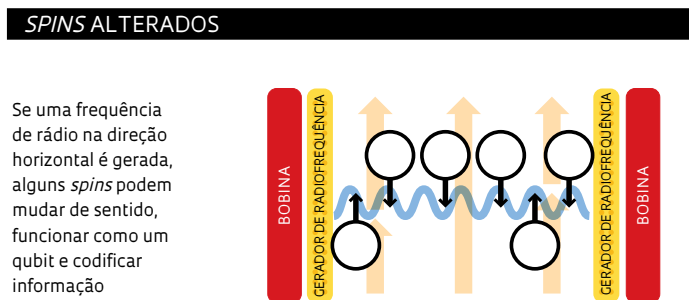 SPINS ALTERADOS
Se uma frequência
de rádio na direção
horizontal é gerada,
alguns spins podem
mudar de sentido,
funcionar como um
qubit e codificar
informação
BOBINA
GERADOR DE RADIOFREQUÊNCIA
GERADOR DE RADIOFREQUÊNCIA
BOBINA